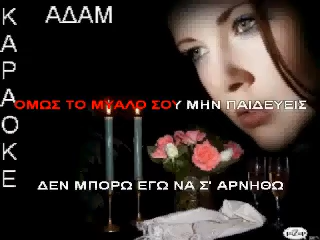 ΑΔΑΜ
ΚΑΡΑΟΚΕ
ΟΜΩΣ ΤΟ ΜΥΑΛΟ ΣΟΥ ΜΗΝ ΠΑΙΔΕΥΕΙΣ
ΔΕΝ ΜΠΟΡΩ ΕΓΩ ΝΑ Σ' ΑΡΝΗΘΩ